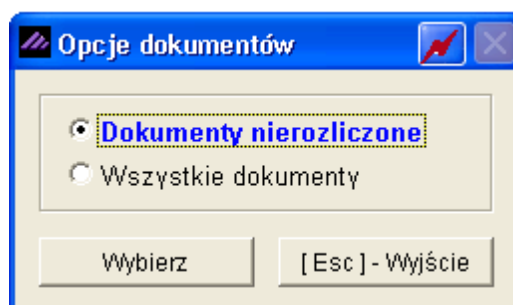 Opcje dokumentów
Dokumenty nierozliczone
Wszystkie dokumenty
Wybierz [ Esc ] - Wyjście